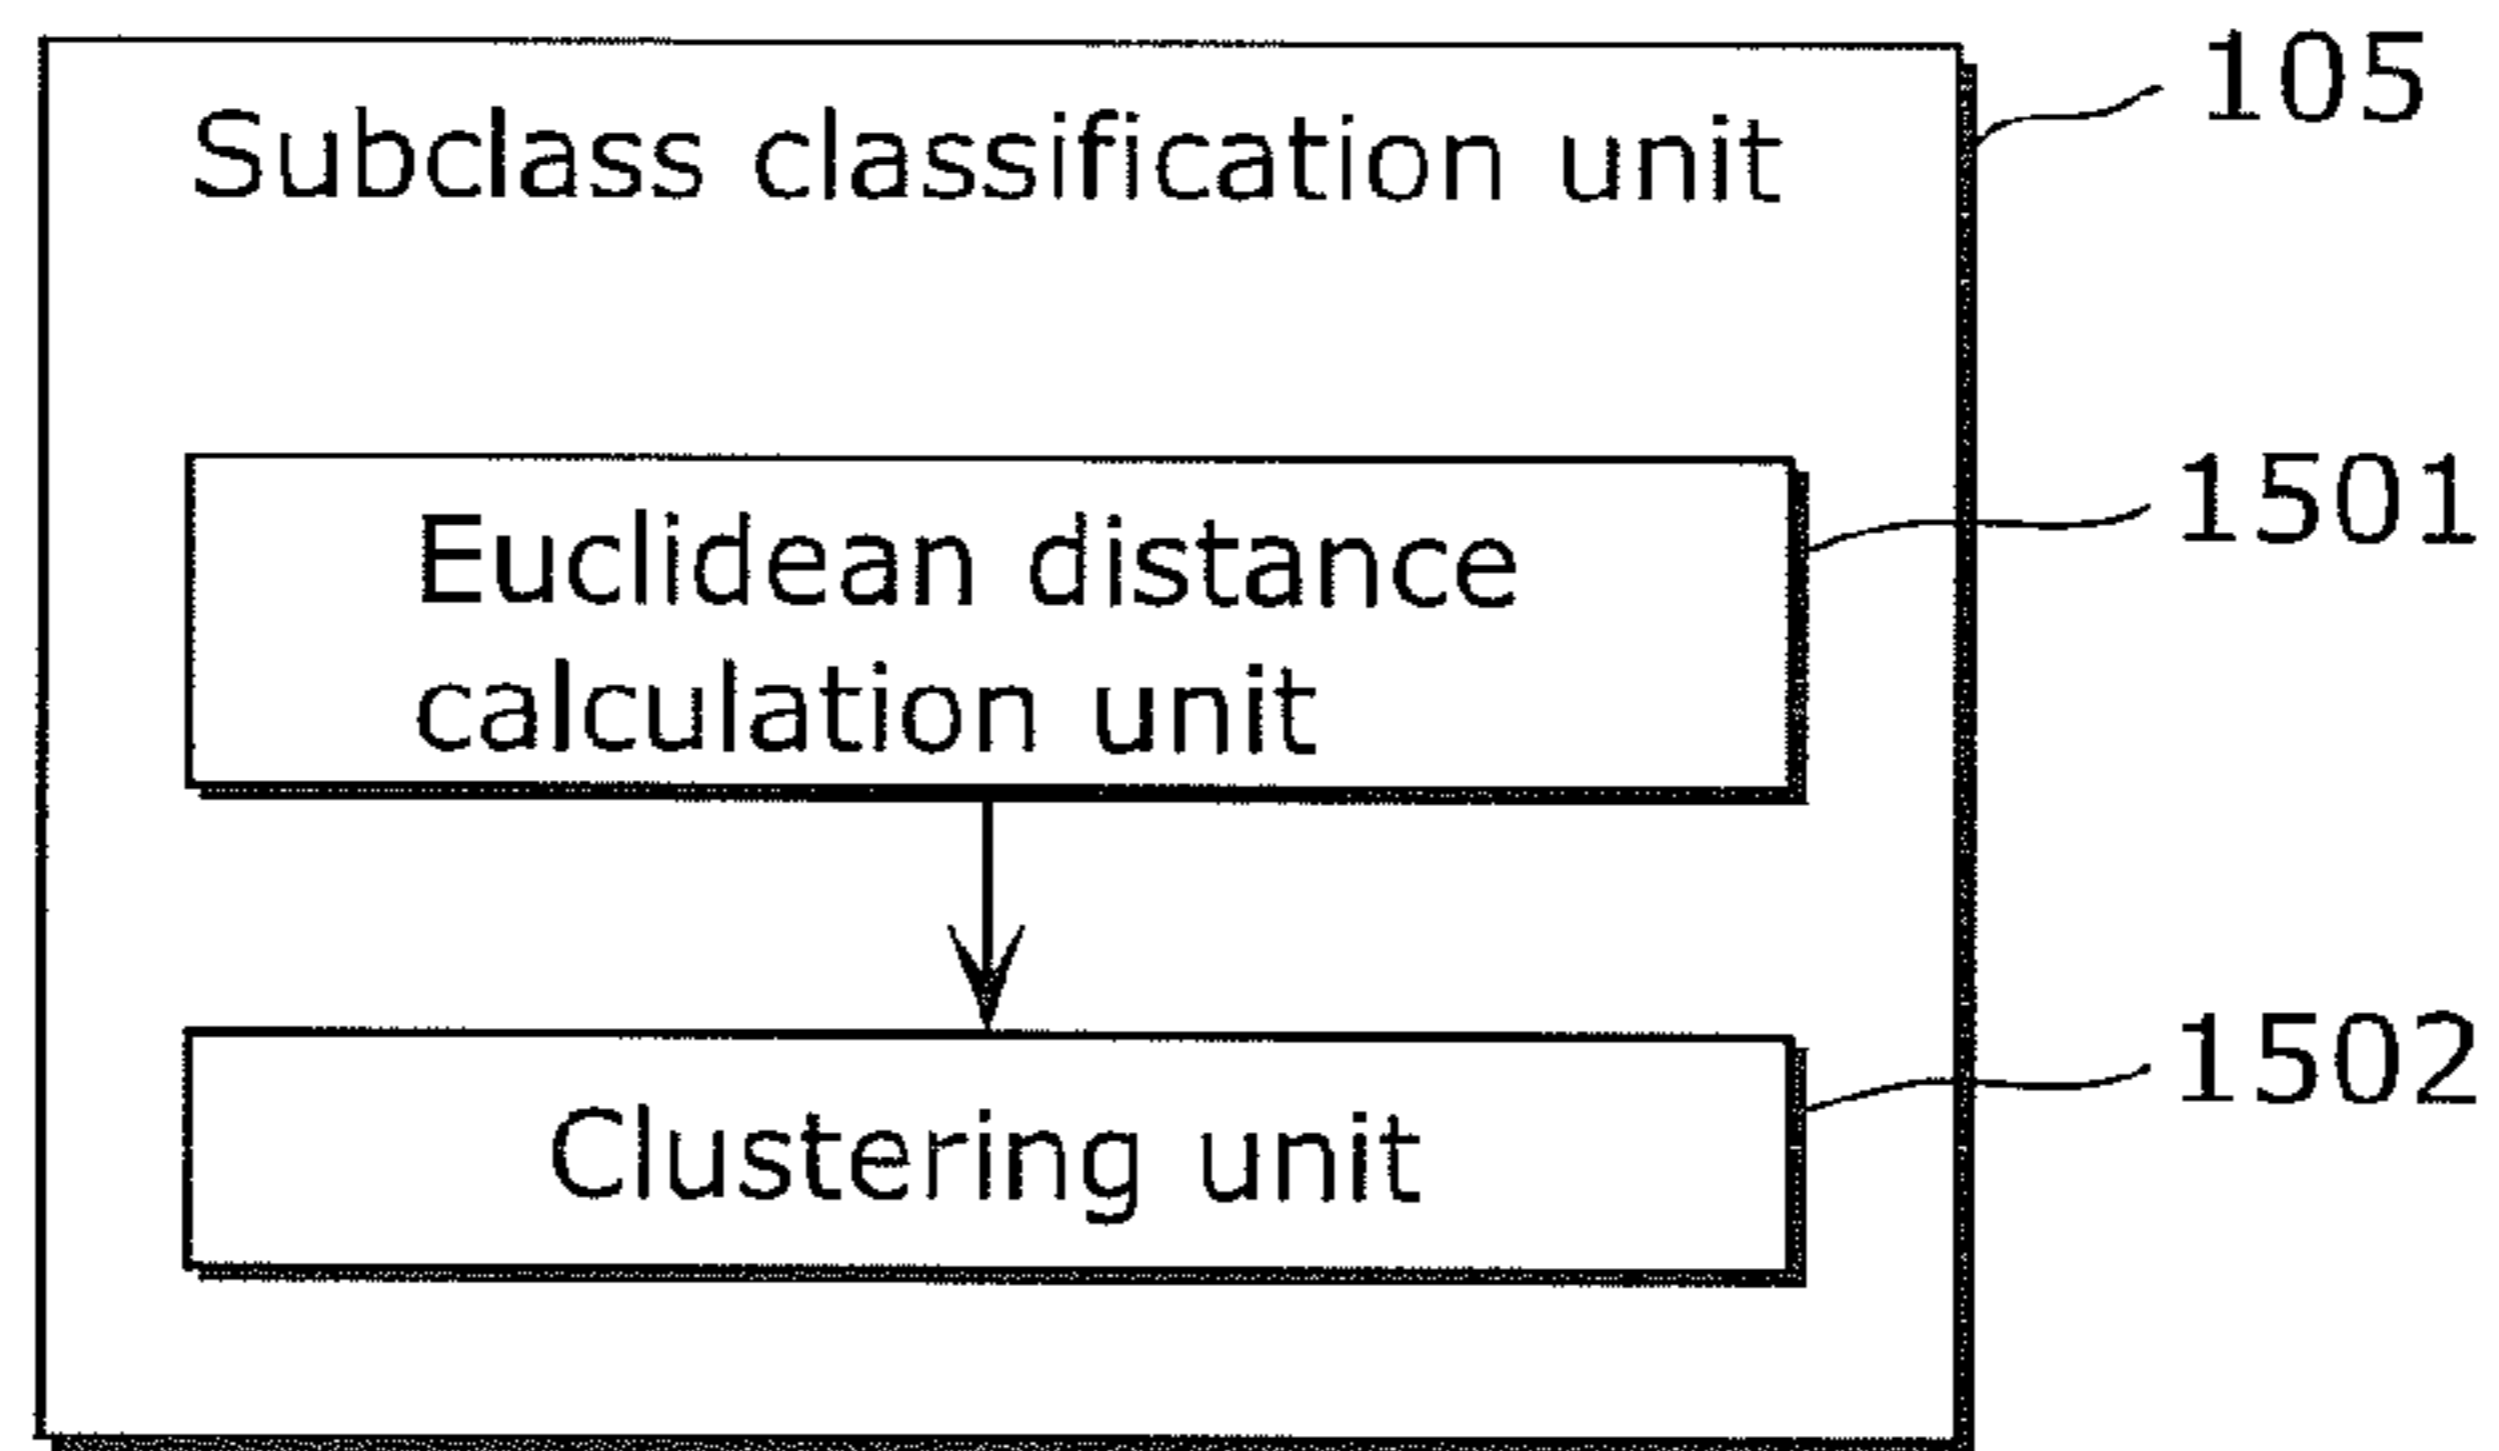 Subclass classification unit
105
Euclidean distance
calculation unit
1501
Clustering unit
1502